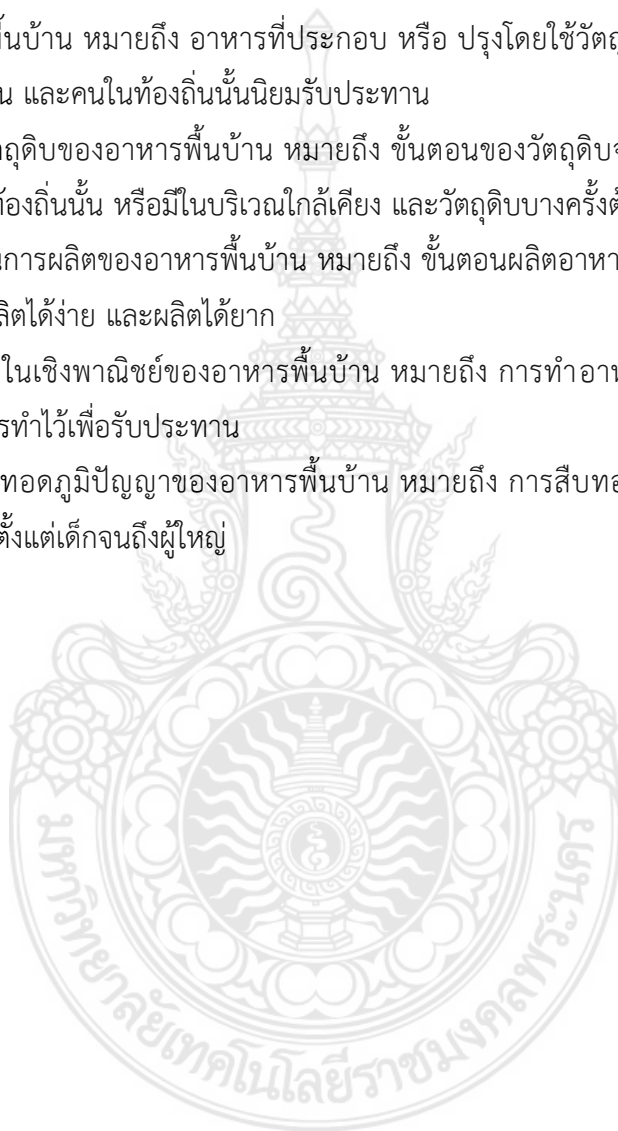 พื้นบ้าน หมายถึง อาหารที่ประกอบ หรือ ปรุงโดยใช้วัตถุ
น และคนในท้องถิ่นนั้นนิยมรับประทาน
ถุดิบของอาหารพื้นบ้าน หมายถึง ขั้นตอนของวัตถุดิบจ
ท้องถิ่นนั้น หรือมีในบริเวณใกล้เคียง และวัตถุดิบบางครั้งต้
นการผลิตของอาหารพื้นบ้าน หมายถึง ขั้นตอนผลิตอาหา
ลิตได้ง่าย และผลิตได้ยาก
ในเชิงพาณิชย์ของอาหารพื้นบ้าน หมายถึง การทำอาห
รทำไว้เพื่อรับประทาน
ทอดภูมิปัญญาของอาหารพื้นบ้าน หมายถึง การสืบทอ
ตั้งแต่เด็กจนถึงผู้ใหญ่
มหาวิทยาลัยเทคโนโลยีราชมงคลพระนคร